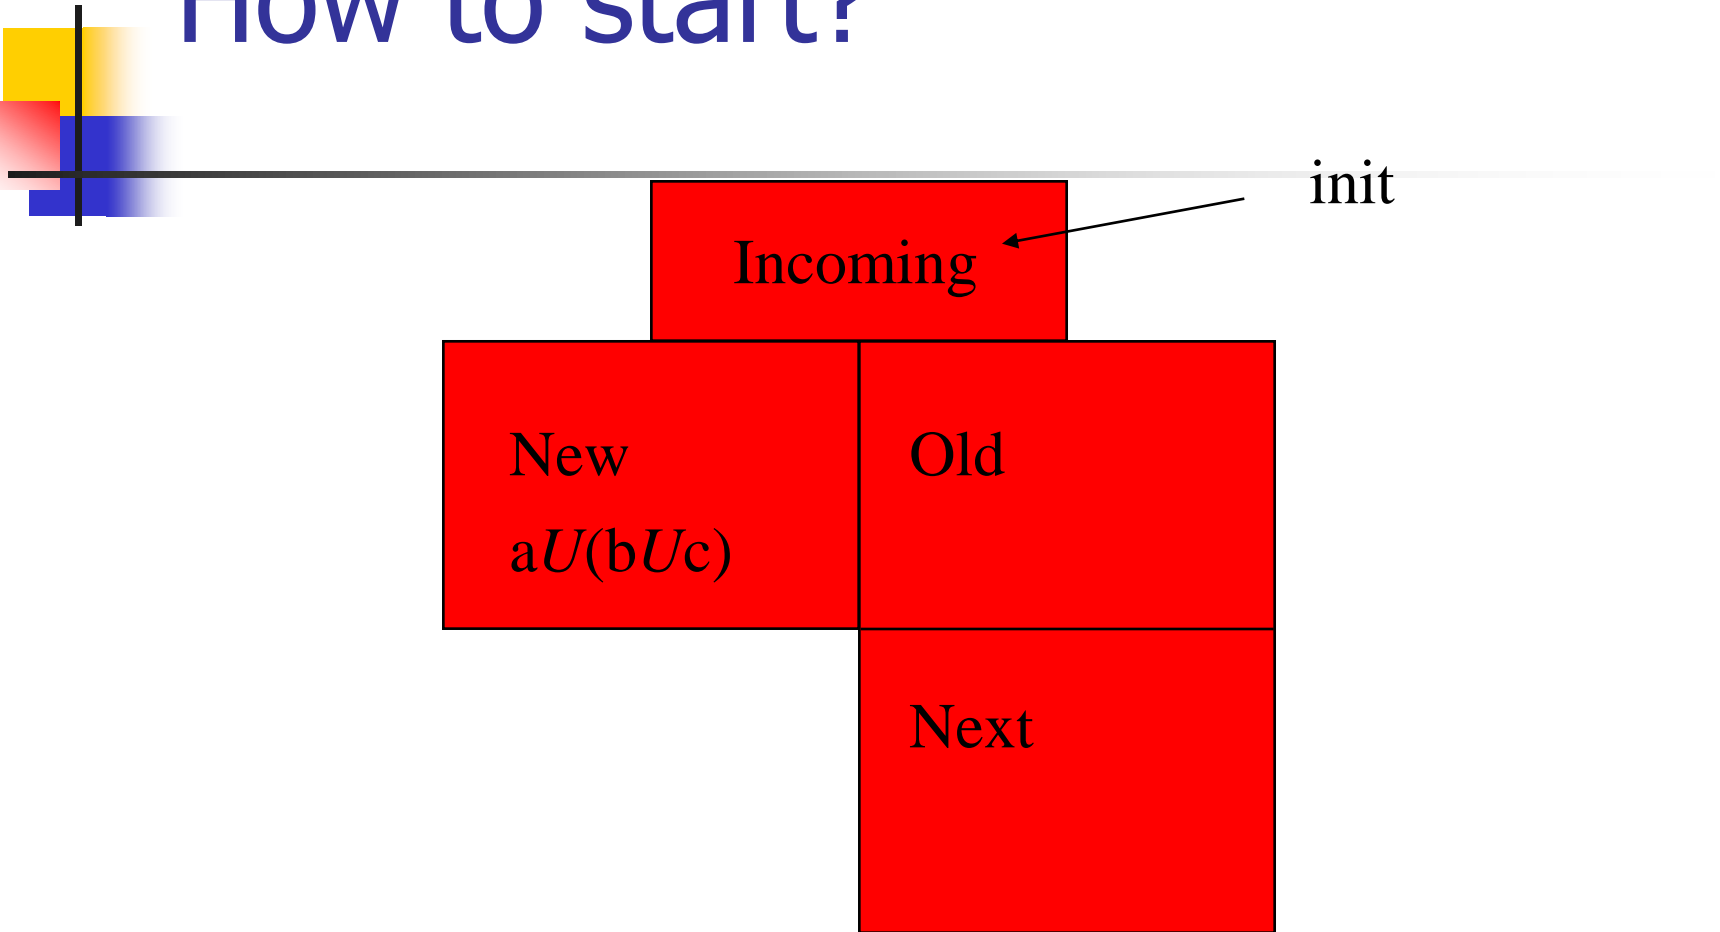 How to start?
init
Incoming
New
Old
aU(bUc)
Next